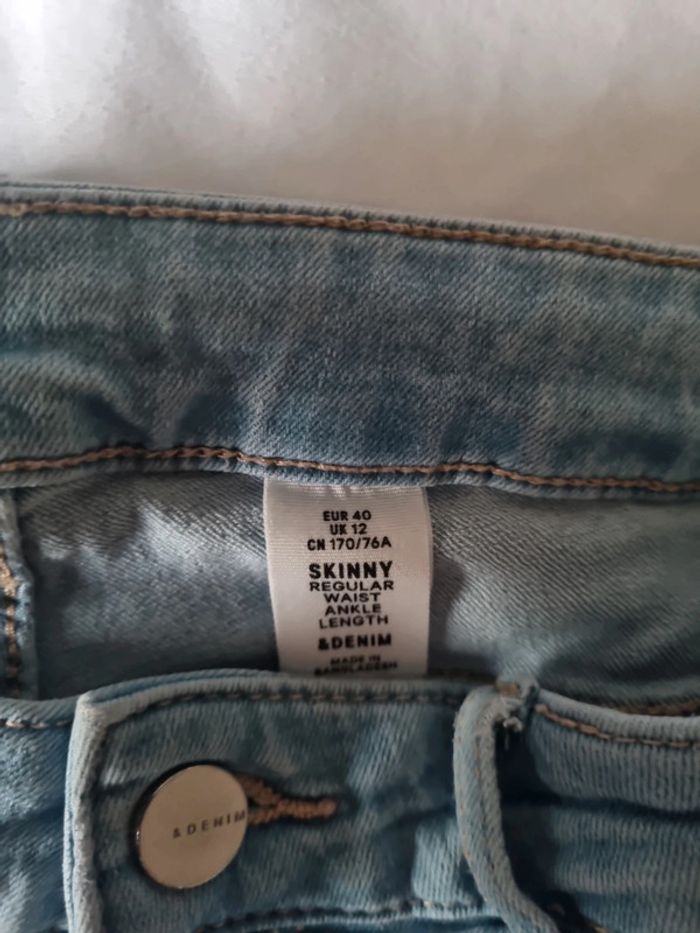 EUR 40
UK 12
CN 170/76A
SKINNY
REGULAR
WAIST
ANKLE
LENGTH
&DENIM
MADE IN
BANGLADESH
&DENIM